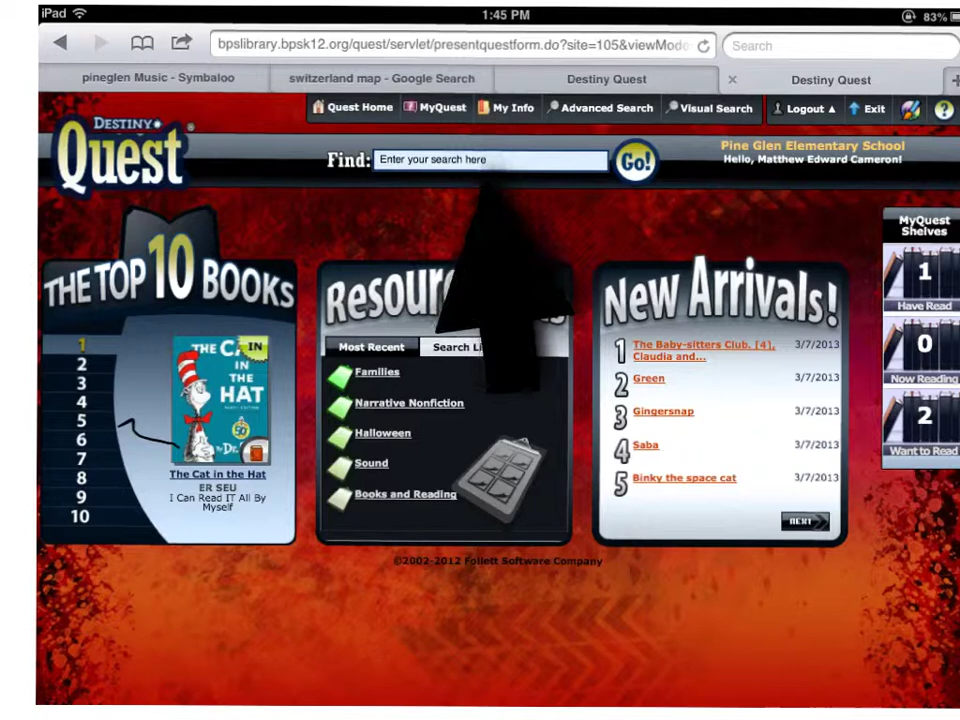 iPad
1:45 PM
83%
bpslibrary.bpsk12.org/quest/servlet/presentquestform.do?site=105&viewMode
Search
pineglen Music - Symbaloo
switzerland map - Google Search
Destiny Quest
Destiny Quest
Quest Home
MyQuest
My Info
Advanced Search
Visual Search
Logout
Exit
DESTINY
Quest
Find:
Enter your search here
Go!
Pine Glen Elementary School
Hello, Matthew Edward Cameron!
THE TOP 10 BOOKS
1
2
3
4
5
6
7
8
9
10
IN
THE
IN
THE
HAT
The Cat in the Hat
ER SEU
I Can Read IT All By
Myself
Most Recent
Families
Narrative Nonfiction
Halloween
Sound
Books and Reading
New Arrivals!
1 The Baby-sitters Club. [4], 3/7/2013
Claudia and...
2 Green 3/7/2013
3 Gingersnap 3/7/2013
4 Saba 3/7/2013
5 Binky the space cat 3/7/2013
NEXT
MyQuest
Shelves
1
Have Read
0
Now Reading
2
Want to Read
©2002-2012 Follett Software Company